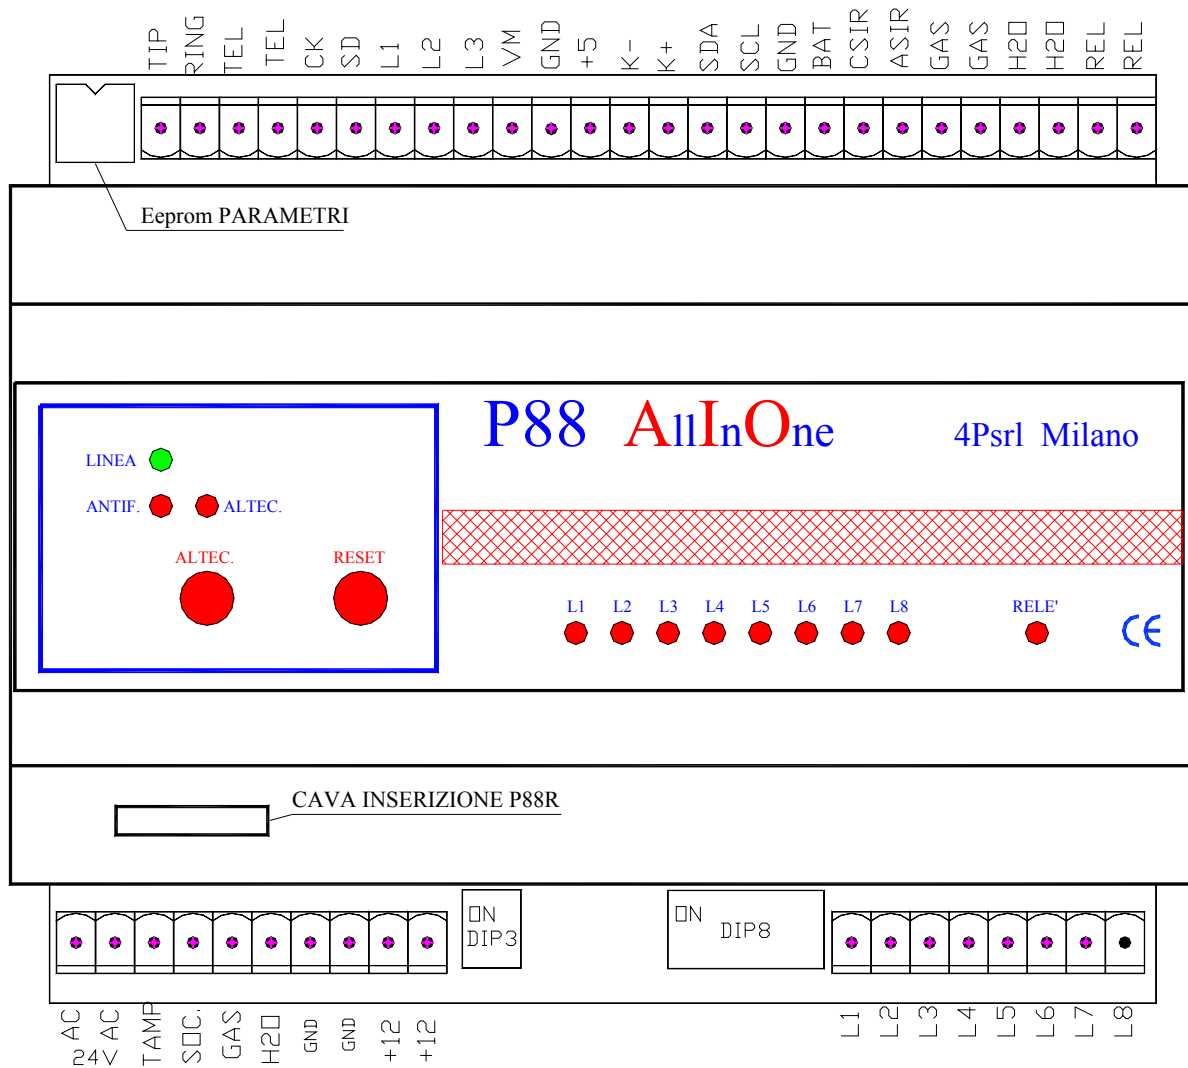 TIP RING TEL TEL CK SD L1 L2 L3 VM GND +5 K- K+ SDA SCL GND BAT CSIR ASIR GAS GAS H2O H2O REL REL
Eeprom PARAMETRI
P88 AllInOne 4Psrl Milano
LINEA
ANTIF. ALTEC.
ALTEC. RESET
L1 L2 L3 L4 L5 L6 L7 L8 RELE' CE
CAVA INSERIZIONE P88R
ON DIP3
ON DIP8
AC AC TAMP SOC. GAS H2O GND GND +12 +12
24V
L1 L2 L3 L4 L5 L6 L7 L8